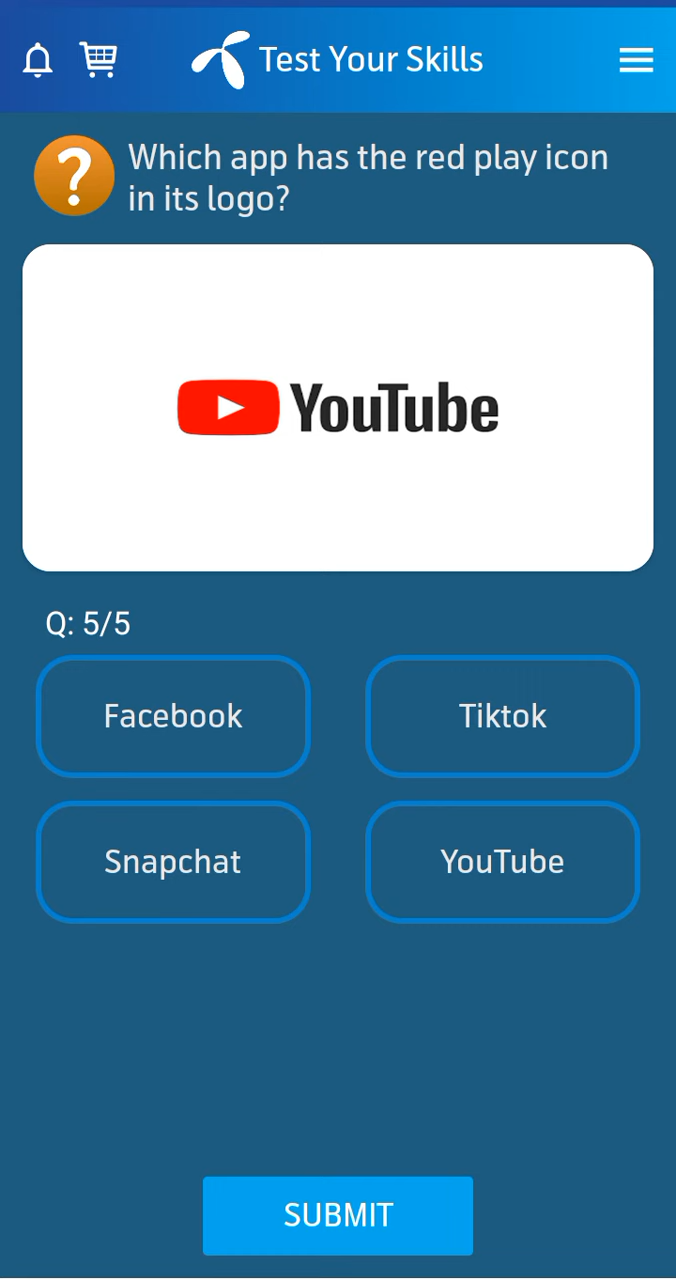 Test Your Skills
Which app has the red play icon
in its logo?
YouTube
Q: 5/5
Facebook
Tiktok
Snapchat
YouTube
SUBMIT